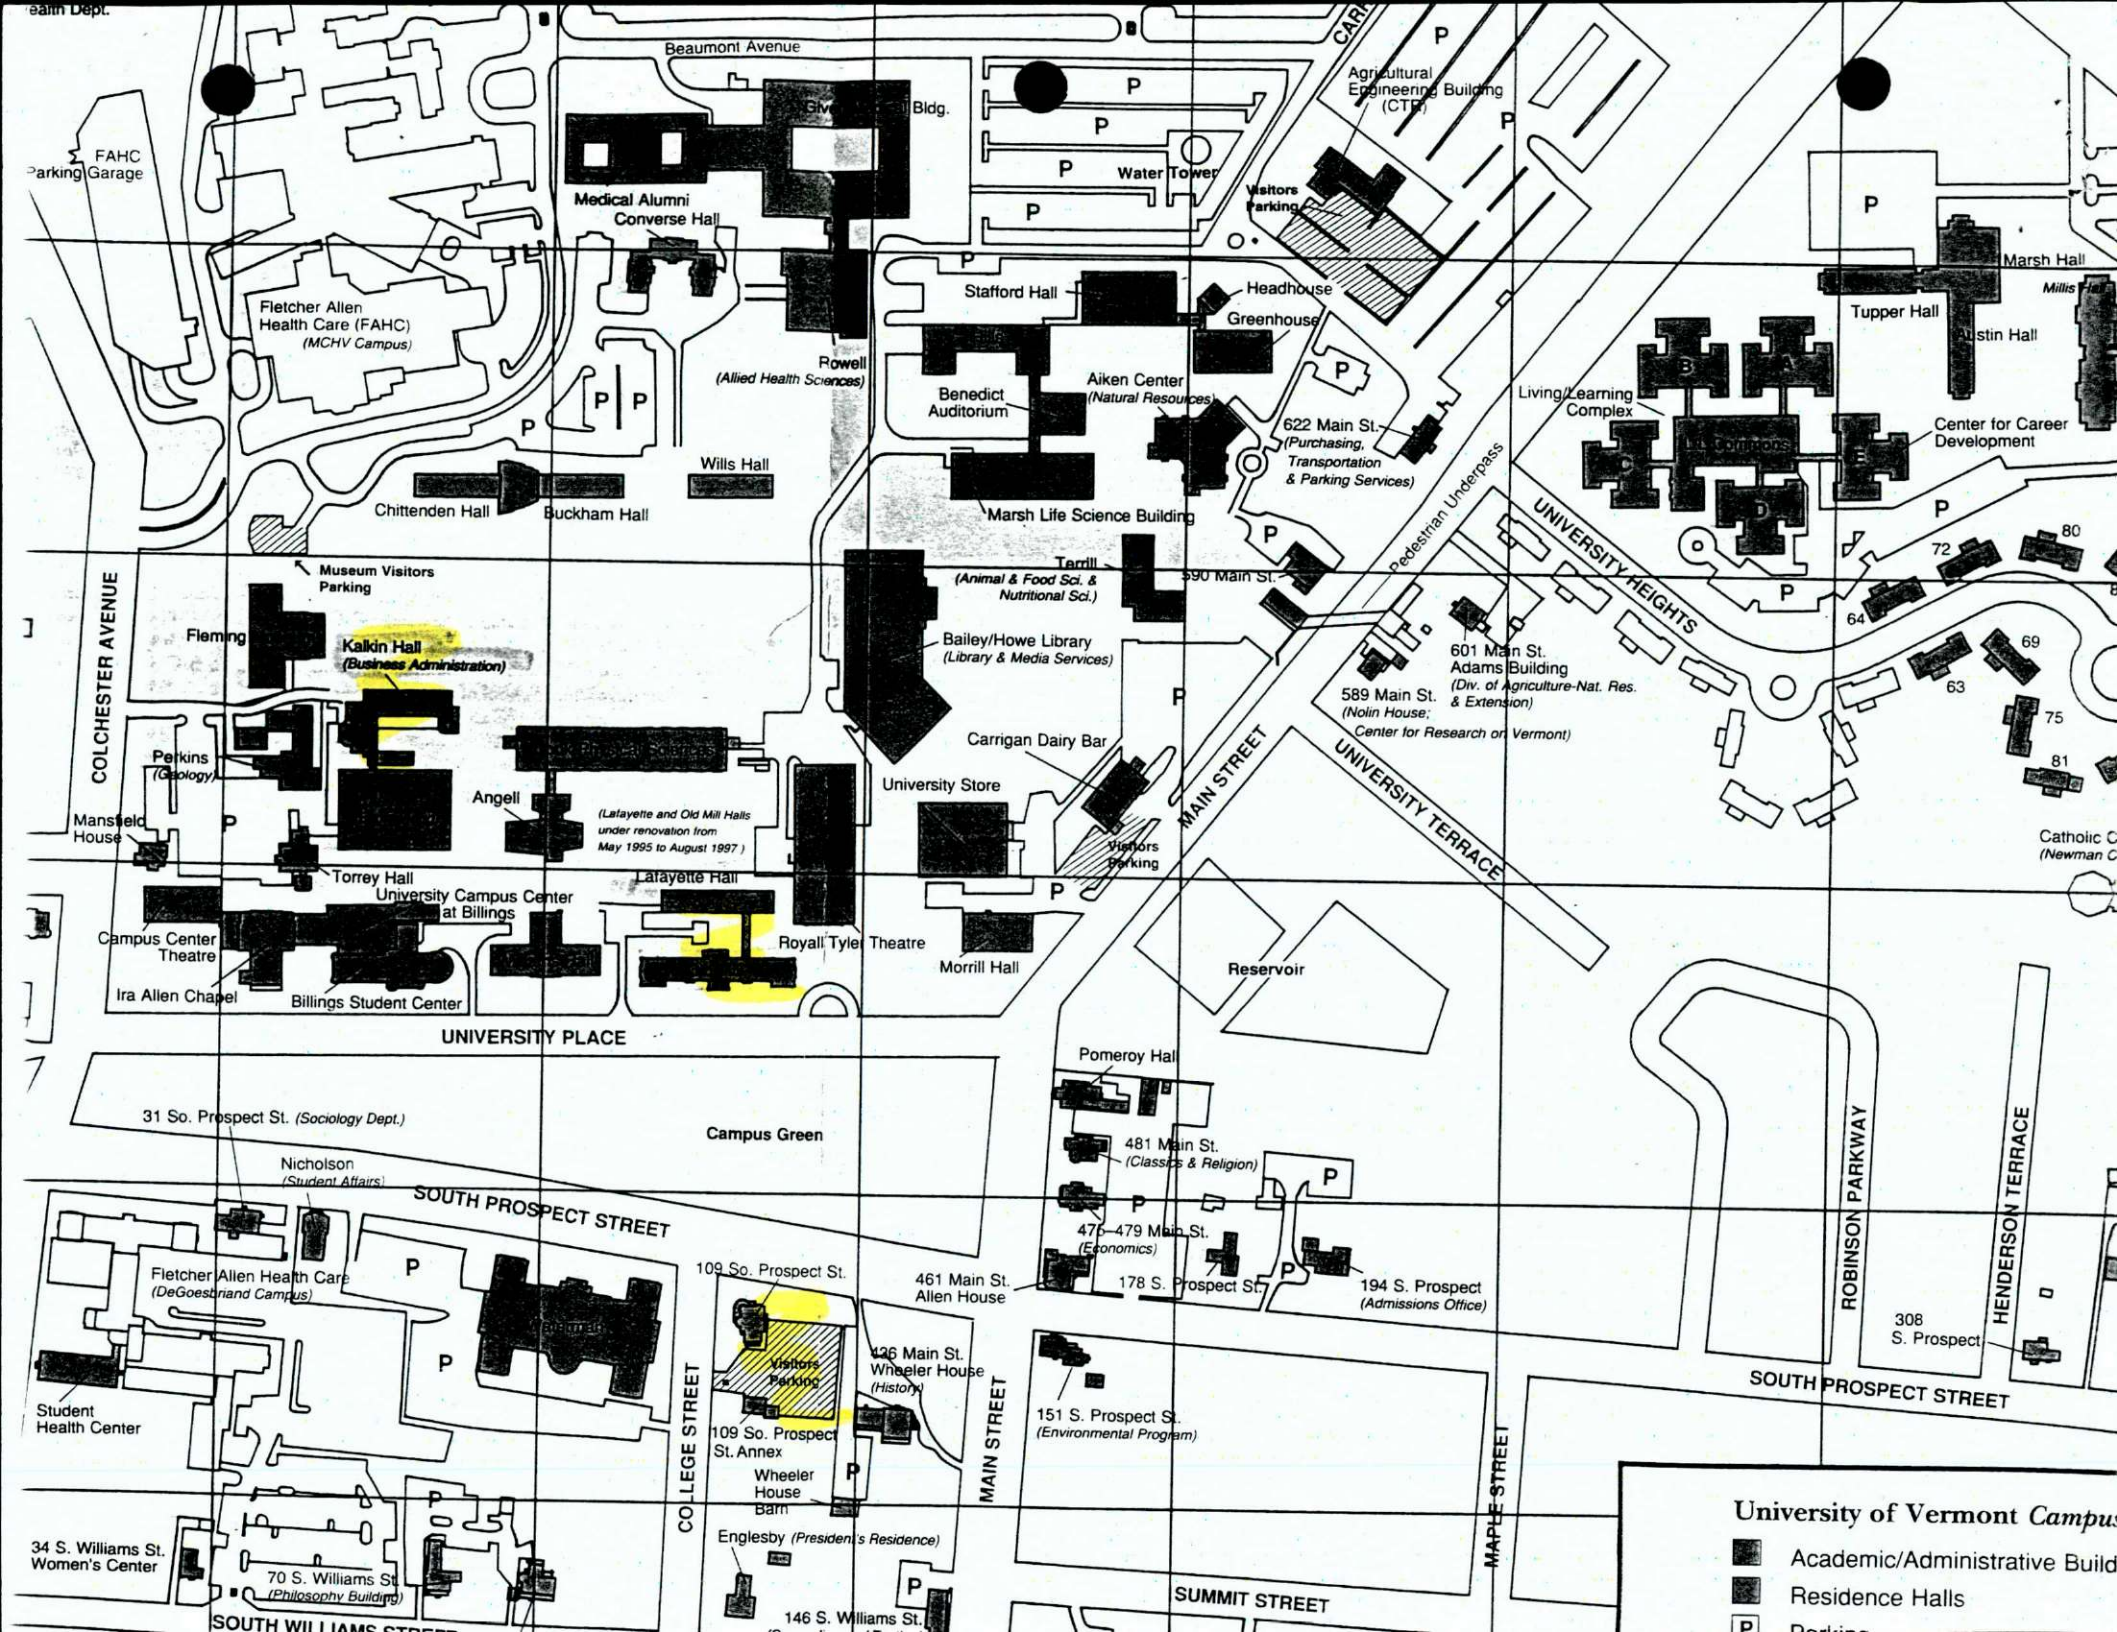 ealth Dept.
Beaumont Avenue
P
Agricultural
Engineering Building
(CTR)
Bldg.
P
P
P
P
P
Water Tower
FAHC
Parking Garage
Visitors
Parking
P
Medical Alumni
Converse Hall
Marsh Hall
Millis Hall
Tupper Hall
Austin Hall
P
Stafford Hall
Headhouse
Greenhouse
Fletcher Allen
Health Care (FAHC)
(MCHV Campus)
Rowell
(Allied Health Sciences)
Benedict
Auditorium
Aiken Center
(Natural Resources)
P
P
P
P
B
A
Living/Learning
Complex
Commons
C
E
D
Center for Career
Development
622 Main St.
(Purchasing,
Transportation
& Parking Services)
Pedestrian Underpass
Wills Hall
Chittenden Hall
Buckham Hall
Marsh Life Science Building
P
UNIVERSITY HEIGHTS
P
P
80
72
64
69
63
75
81
Museum Visitors
Parking
Terrill
(Animal & Food Sci. &
Nutritional Sci.)
590 Main St.
COLCHESTER AVENUE
Fleming
Kalkin Hall
(Business Administration)
Bailey/Howe Library
(Library & Media Services)
601 Main St.
Adams Building
(Div. of Agriculture-Nat. Res.
& Extension)
589 Main St.
(Nolin House;
Center for Research on Vermont)
P
Perkins
(Geology)
Carrigan Dairy Bar
MAIN STREET
UNIVERSITY TERRACE
University Store
Angell
(Lafayette and Old Mill Halls
under renovation from
May 1995 to August 1997)
Mansfield
House
P
Visitors
Parking
P
Catholic C
(Newman C
Torrey Hall
University Campus Center
at Billings
Lafayette Hall
Campus Center
Theatre
Royall Tyler Theatre
Morrill Hall
Reservoir
Ira Allen Chapel
Billings Student Center
UNIVERSITY PLACE
Pomeroy Hall
31 So. Prospect St. (Sociology Dept.)
Campus Green
481 Main St.
(Classics & Religion)
P
P
Nicholson
(Student Affairs)
SOUTH PROSPECT STREET
475-479 Main St.
(Economics)
ROBINSON PARKWAY
HENDERSON TERRACE
Fletcher Allen Health Care
(DeGoesbriand Campus)
P
109 So. Prospect St.
461 Main St.
Allen House
178 S. Prospect St.
P
194 S. Prospect
(Admissions Office)
308
S. Prospect
P
Visitors
Parking
436 Main St.
Wheeler House
(History)
SOUTH PROSPECT STREET
Student
Health Center
COLLEGE STREET
109 So. Prospect
St. Annex
MAIN STREET
151 S. Prospect St.
(Environmental Program)
MAPLE STREET
Wheeler
House
Barn
P
P
34 S. Williams St.
Women's Center
70 S. Williams St.
(Philosophy Building)
Englesby (President's Residence)
P
146 S. Williams St.
SUMMIT STREET
SOUTH WILLIAMS STREET
University of Vermont Campus
Academic/Administrative Build
Residence Halls
P Parking